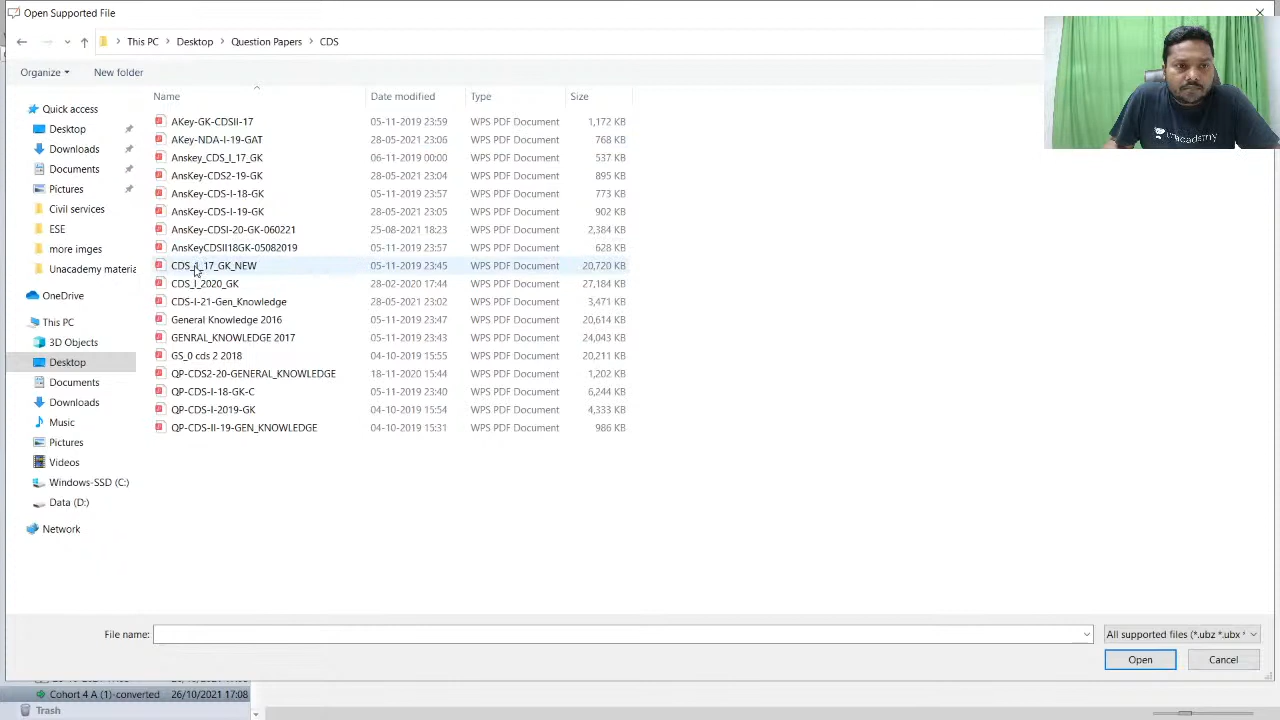 Open Supported File
This PC > Desktop > Question Papers > CDS
Organize
New folder
Name Date modified Type Size
Quick access
Desktop
Downloads
Documents
Pictures
Civil services
ESE
more imges
Unacademy materia
OneDrive
This PC
3D Objects
Desktop
Documents
Downloads
Music
Pictures
Videos
Windows-SSD (C:)
Data (D:)
Network
AKey-GK-CDSII-17 05-11-2019 23:59 WPS PDF Document 1,172 KB
AKey-NDA-I-19-GAT 28-05-2021 23:06 WPS PDF Document 768 KB
Anskey_CDS_I_17_GK 06-11-2019 00:00 WPS PDF Document 537 KB
AnsKey-CDS2-19-GK 28-05-2021 23:04 WPS PDF Document 895 KB
AnsKey-CDS-I-18-GK 05-11-2019 23:57 WPS PDF Document 773 KB
AnsKey-CDS-I-19-GK 28-05-2021 23:05 WPS PDF Document 902 KB
AnsKey-CDSI-20-GK-060221 25-08-2021 18:23 WPS PDF Document 2,384 KB
AnsKeyCDSII18GK-05082019 05-11-2019 23:57 WPS PDF Document 628 KB
17_GK_NEW 05-11-2019 23:45 WPS PDF Document 20,720 KB
CDS_I_2020_GK 28-02-2020 17:44 WPS PDF Document 27,184 KB
CDS-I-21-Gen_Knowledge 28-05-2021 23:02 WPS PDF Document 3,471 KB
General Knowledge 2016 05-11-2019 23:47 WPS PDF Document 20,614 KB
GENRAL_KNOWLEDGE 2017 05-11-2019 23:43 WPS PDF Document 24,043 KB
GS_0 cds 2 2018 04-10-2019 15:55 WPS PDF Document 20,211 KB
QP-CDS2-20-GENERAL_KNOWLEDGE 18-11-2020 15:44 WPS PDF Document 1,202 KB
QP-CDS-I-18-GK-C 05-11-2019 23:40 WPS PDF Document 6,244 KB
QP-CDS-I-2019-GK 04-10-2019 15:54 WPS PDF Document 4,333 KB
QP-CDS-II-19-GEN_KNOWLEDGE 04-10-2019 15:31 WPS PDF Document 986 KB
unacademy
File name:
All supported files (*.ubz *.ubx *
Open
Cancel
Cohort 4 A (1)-converted 26/10/2021 17:08
Trash